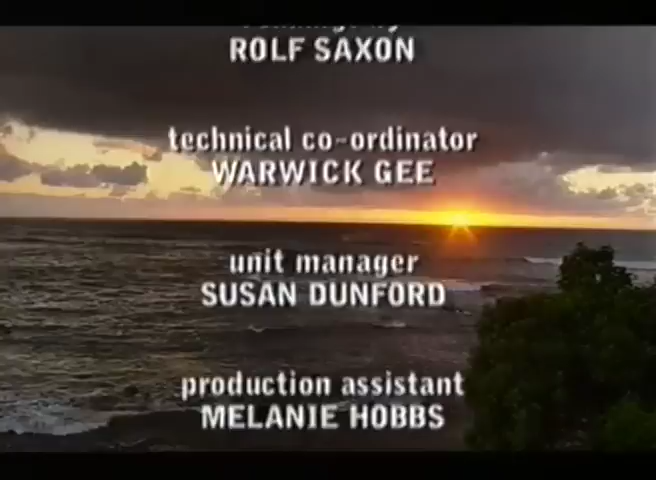 ROLF SAXON
technical co-ordinator
WARWICK GEE
unit manager
SUSAN DUNFORD
production assistant
MELANIE HOBBS